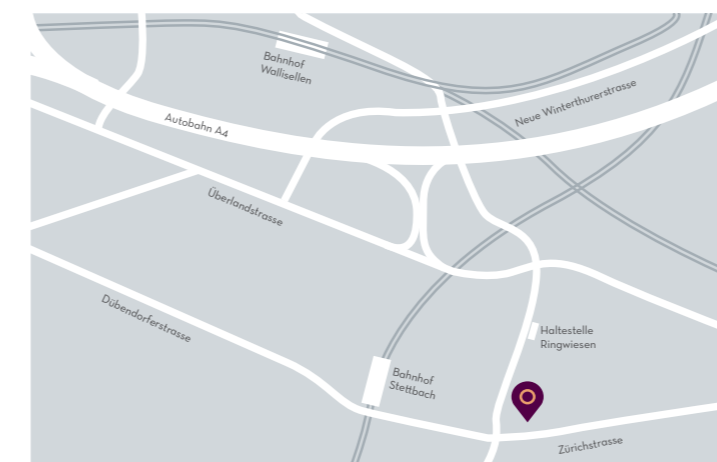 Bahnhof
Wallisellen
Neue Winterthurerstrasse
Autobahn A4
Überlandstrasse
Dübendorferstrasse
Haltestelle
Ringwiesen
Bahnhof
Stettbach
Zürichstrasse